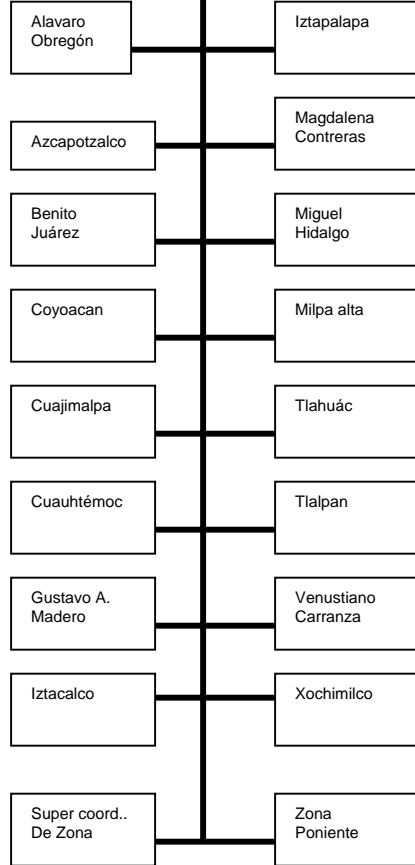 Alavaro
Obregón
Iztapalapa
Azcapotzalco
Magdalena
Contreras
Benito
Juárez
Miguel
Hidalgo
Coyoacan
Milpa alta
Cuajimalpa
Tlahuác
Cuauhtémoc
Tlalpan
Gustavo A.
Madero
Venustiano
Carranza
Iztacalco
Xochimilco
Super coord..
De Zona
Zona
Poniente